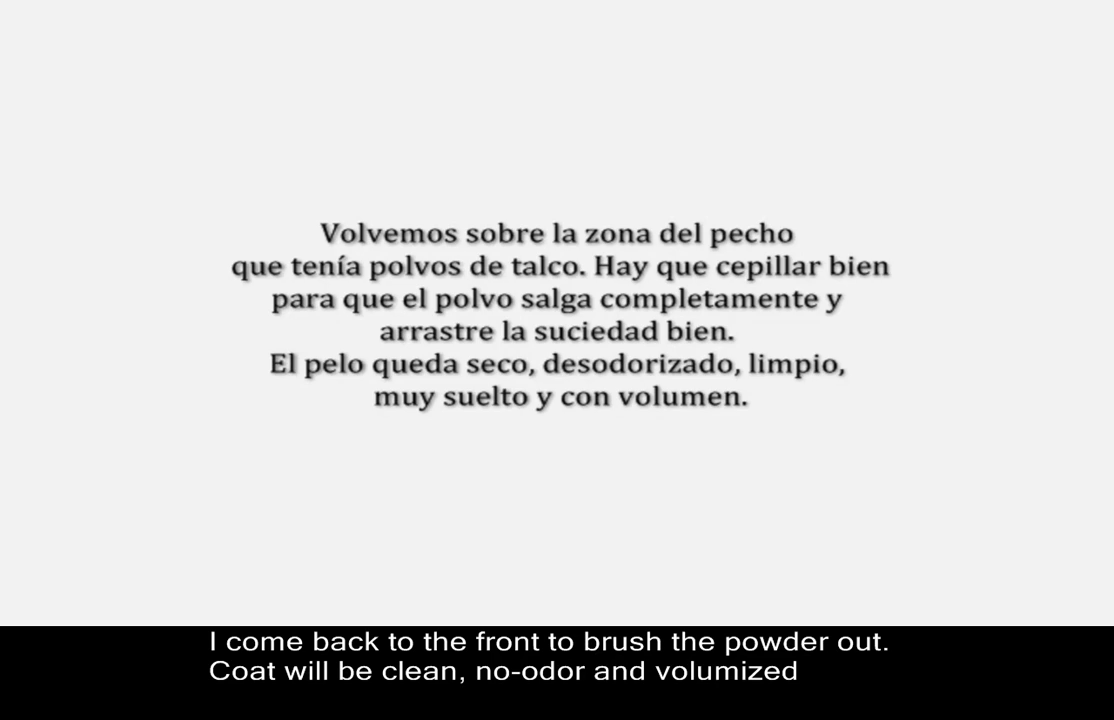 Volvemos sobre la zona del pecho
que tenía polvos de talco. Hay que cepillar bien
para que el polvo salga completamente y
arrastre la suciedad bien.
El pelo queda seco, desodorizado, limpio,
muy suelto y con volumen.
I come back to the front to brush the powder out.
Coat will be clean, no-odor and volumized